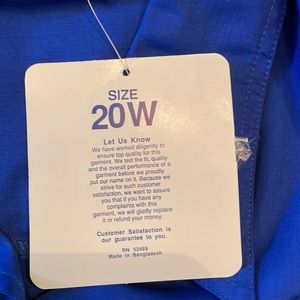 SIZE
20W
Let Us Know
We have worked diligently to
ensure top quality for this
garment. We test the fit, quality
and the overall performance of a
garment before we proudly
put our name on it. Because we
strive for such customer
satisfaction, we want to assure
you that if you have any
complaints with this
garment, we will gladly replace
it or refund your money.
Customer Satisfaction is
our guarantee to you.
RN 52469
Made in Bangladesh